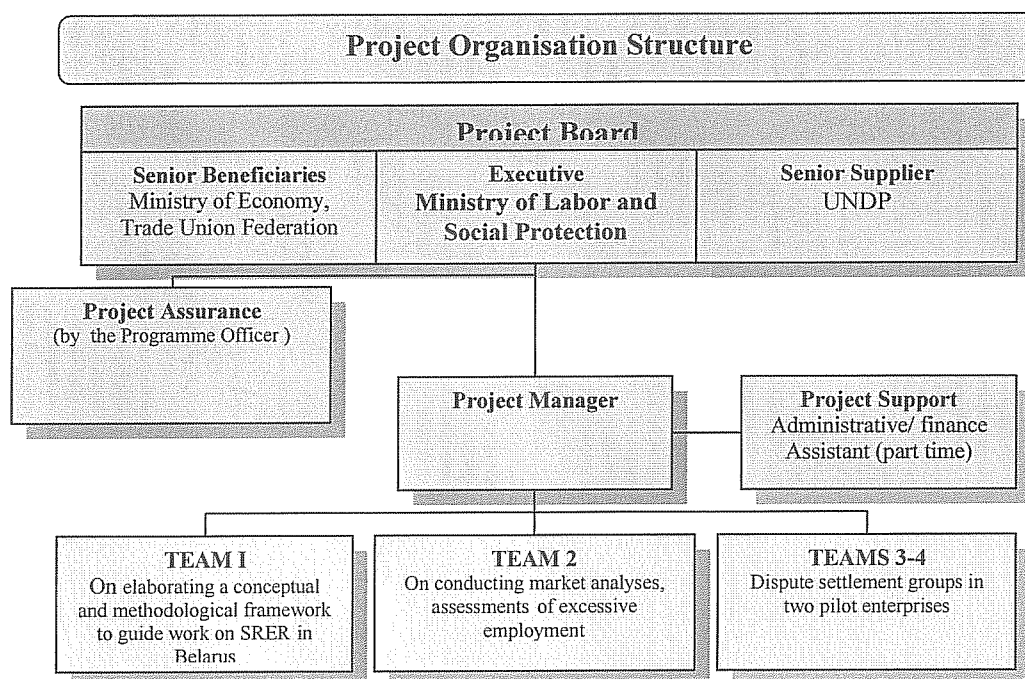 Project Organisation Structure
Project Board
Senior Beneficiaries
Ministry of Economy,
Trade Union Federation
Executive
Ministry of Labor and
Social Protection
Senior Supplier
UNDP
Project Assurance
(by the Programme Officer )
Project Manager
Project Support
Administrative/ finance
Assistant (part time)
TEAM I
On elaborating a conceptual
and methodological framework
to guide work on SRER in
Belarus
TEAM 2
On conducting market analyses,
assessments of excessive
employment
TEAMS 3-4
Dispute settlement groups in
two pilot enterprises